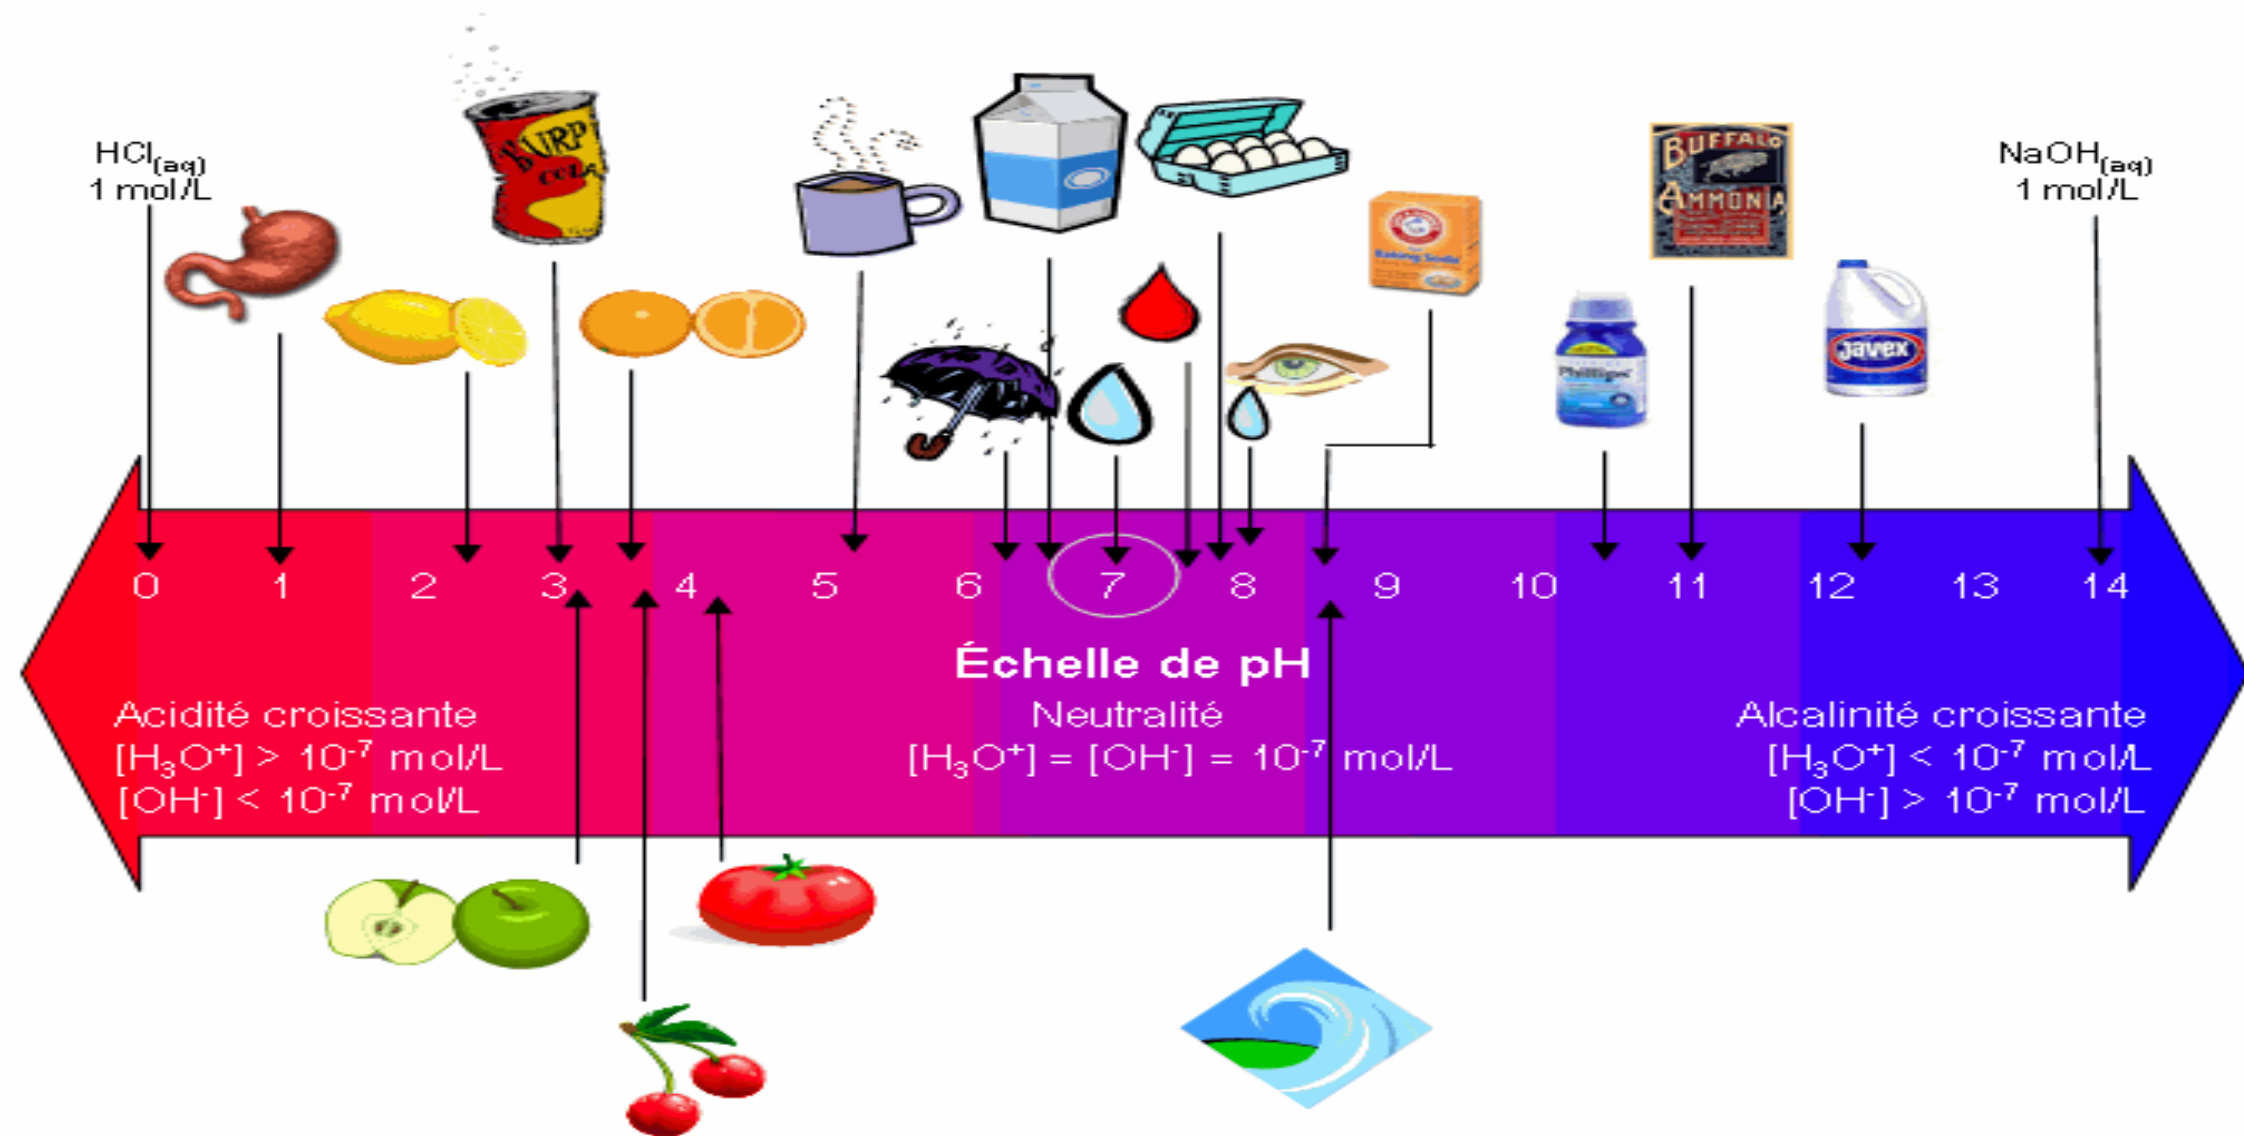 HCl(aq)
1 mol/L
BURP
COLA
Baking Soda
BUFFALO
AMMONIA
Phillips'
Javex
NaOH(aq)
1 mol/L
0 1 2 3 4 5 6 7 8 9 10 11 12 13 14
Échelle de pH
Acidité croissante
[H₃O⁺] > 10⁻⁷ mol/L
[OH⁻] < 10⁻⁷ mol/L
Neutralité
[H₃O⁺] = [OH⁻] = 10⁻⁷ mol/L
Alcalinité croissante
[H₃O⁺] < 10⁻⁷ mol/L
[OH⁻] > 10⁻⁷ mol/L